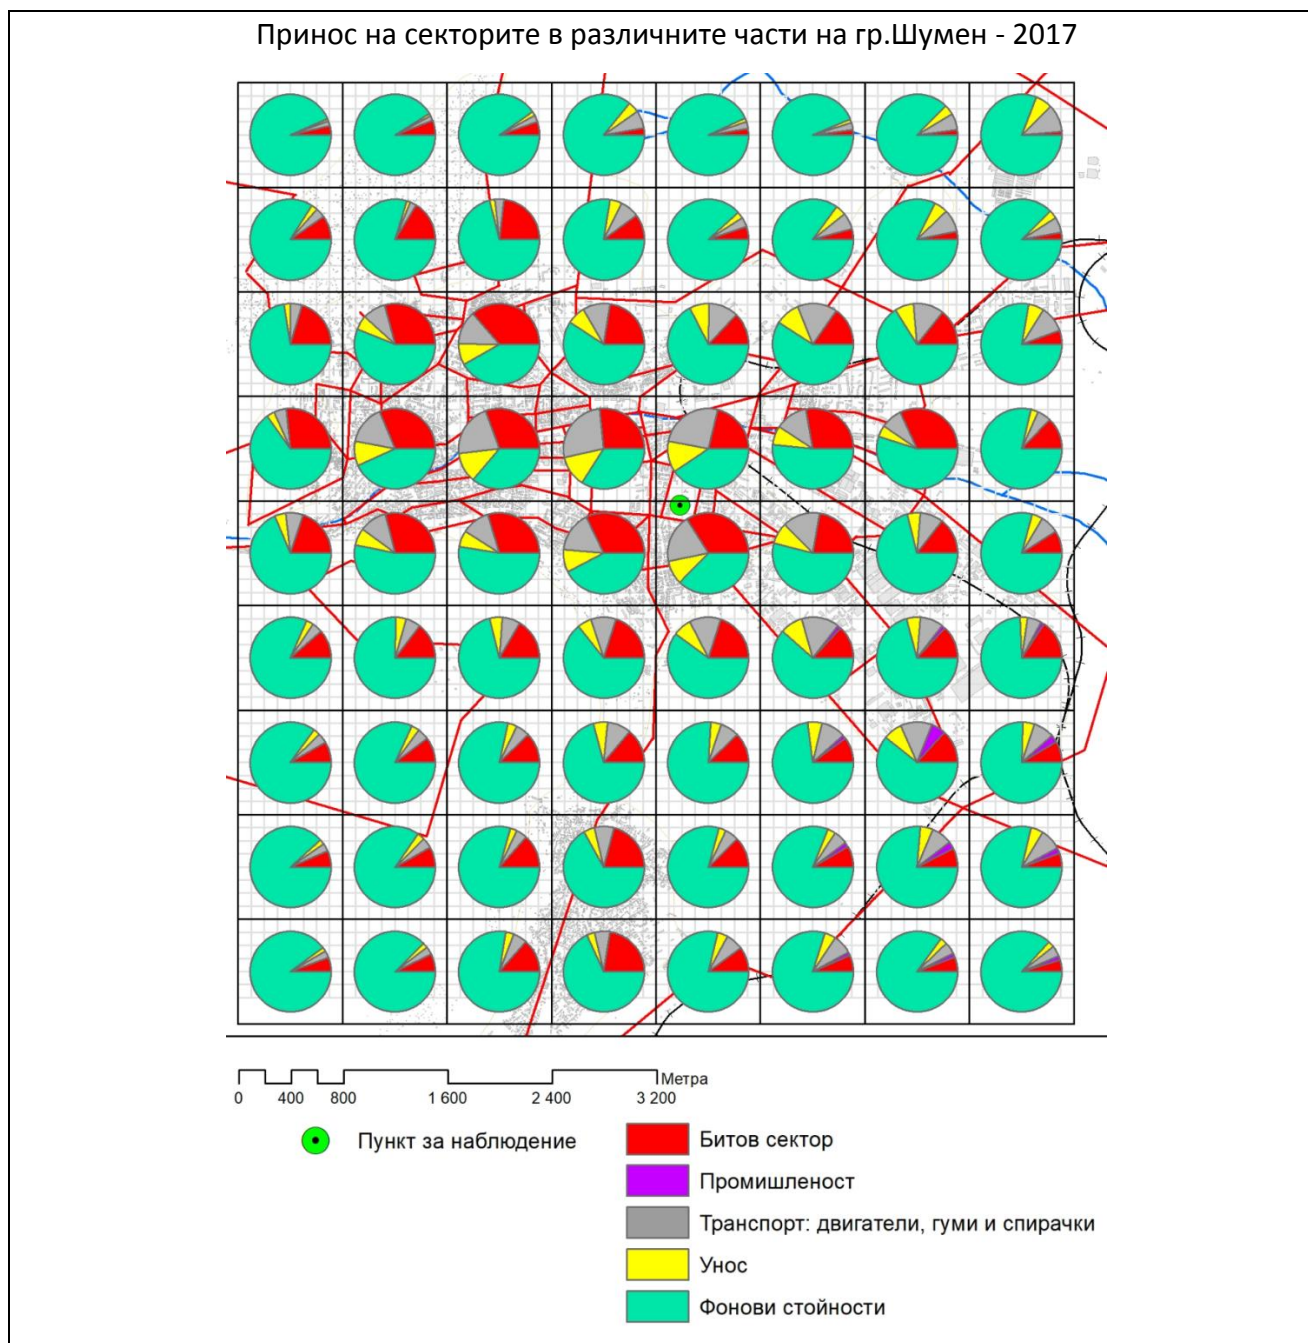 Принос на секторите в различните части на гр.Шумен - 2017
Метра
0 400 800 1 600 2 400 3 200
Пункт за наблюдение
Битов сектор
Промишленост
Транспорт: двигатели, гуми и спирачки
Унос
Фонови стойности